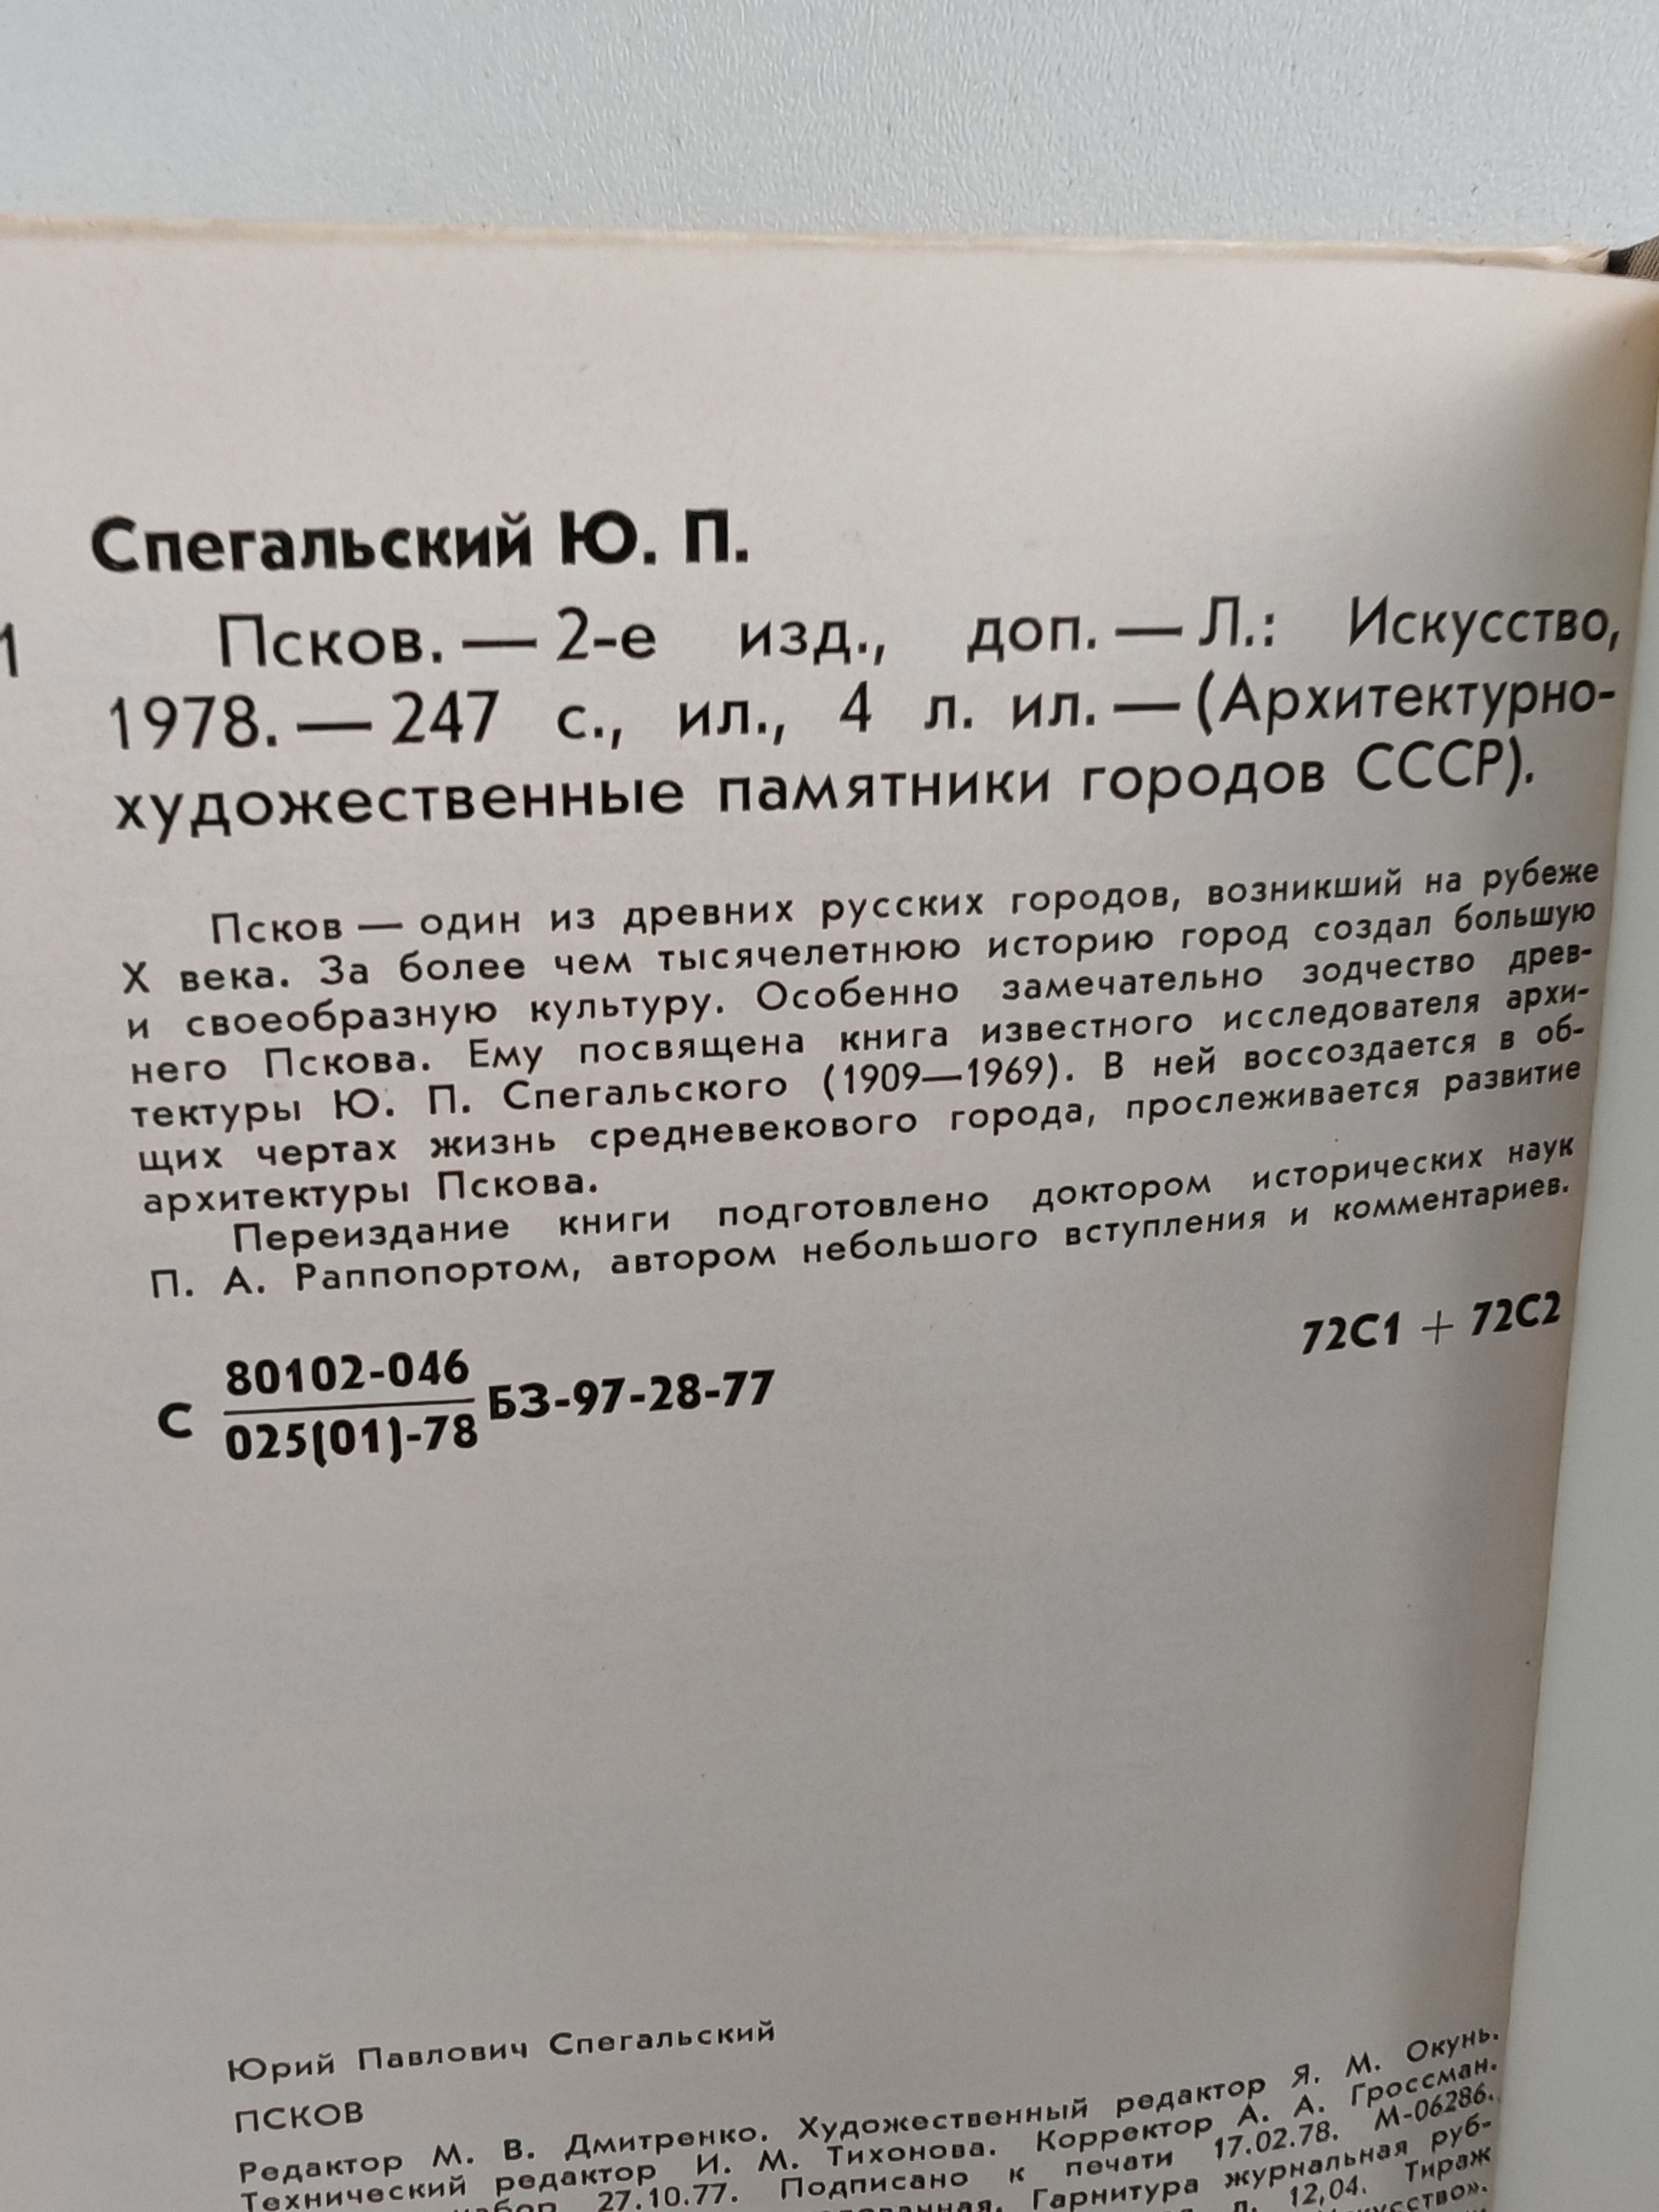 Спегальский Ю. П.
1 Псков. — 2-е изд., доп. — Л.: Искусство,
1978. — 247 с., ил., 4 л. ил. — (Архитектурно-
художественные памятники городов СССР).
Псков — один из древних русских городов, возникший на рубеже
X века. За более чем тысячелетнюю историю город создал большую
и своеобразную культуру. Особенно замечательно зодчество древ-
него Пскова. Ему посвящена книга известного исследователя архи-
тектуры Ю. П. Спегальского (1909—1969). В ней воссоздается в об-
щих чертах жизнь средневекового города, прослеживается развитие
архитектуры Пскова.
Переиздание книги подготовлено доктором исторических наук
П. А. Раппопортом, автором небольшого вступления и комментариев.
72С1 + 72С2
80102-046
С БЗ-97-28-77
025(01)-78
Юрий Павлович Спегальский
ПСКОВ
Редактор М. В. Дмитренко. Художественный редактор Я. М. Окунь.
Технический редактор И. М. Тихонова. Корректор А. А. Гроссман.
27.10.77. Подписано к печати 17.02.78. М-06286.
Гарнитура журнальная руб-
л. 12,04. Тираж